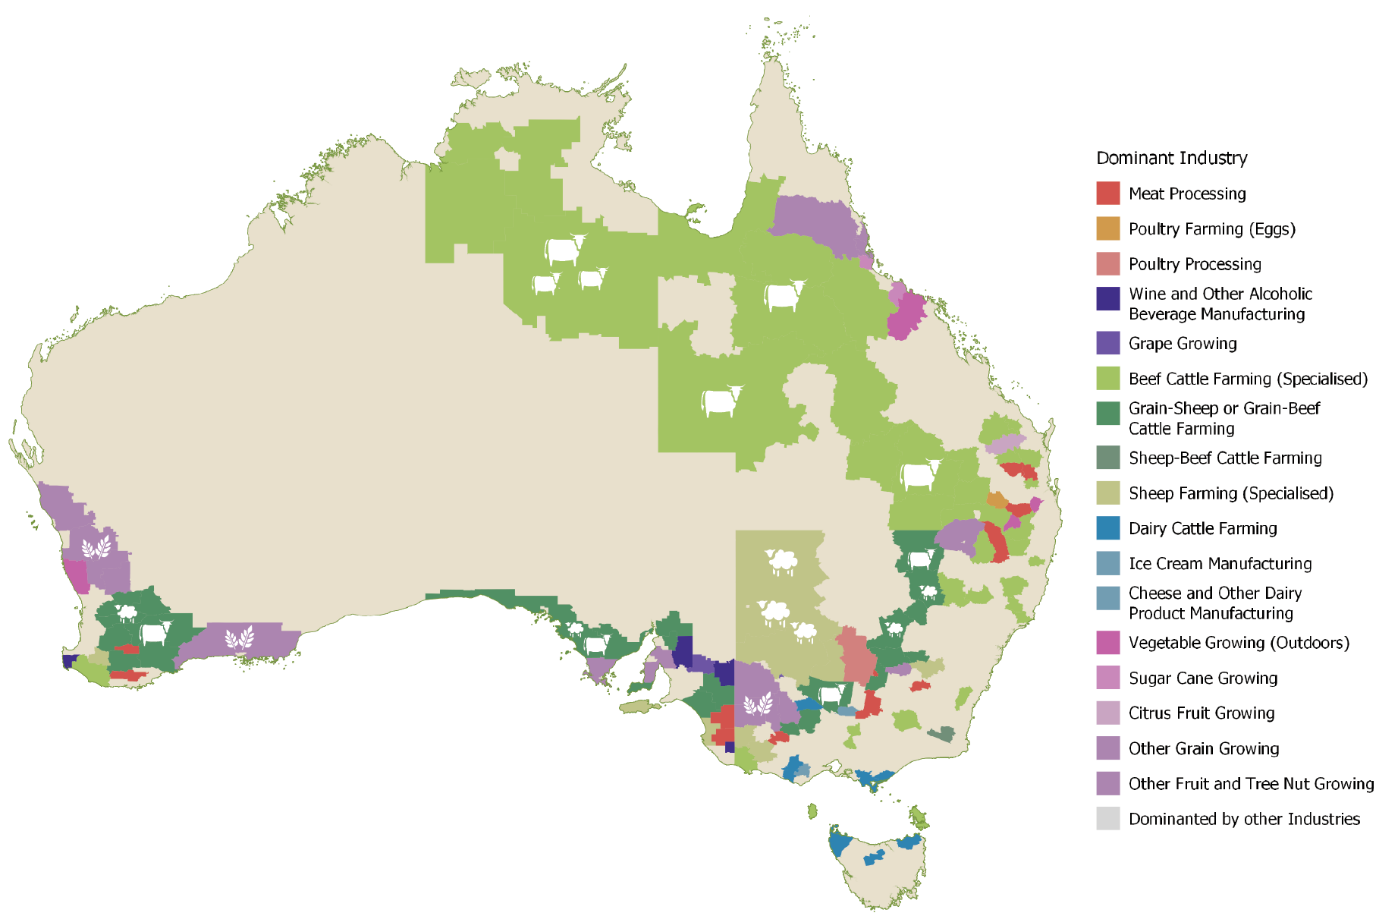 Dominant Industry
Meat Processing
Poultry Farming (Eggs)
Poultry Processing
Wine and Other Alcoholic
Beverage Manufacturing
Grape Growing
Beef Cattle Farming (Specialised)
Grain-Sheep or Grain-Beef
Cattle Farming
Sheep-Beef Cattle Farming
Sheep Farming (Specialised)
Dairy Cattle Farming
Ice Cream Manufacturing
Cheese and Other Dairy
Product Manufacturing
Vegetable Growing (Outdoors)
Sugar Cane Growing
Citrus Fruit Growing
Other Grain Growing
Other Fruit and Tree Nut Growing
Dominanted by other Industries